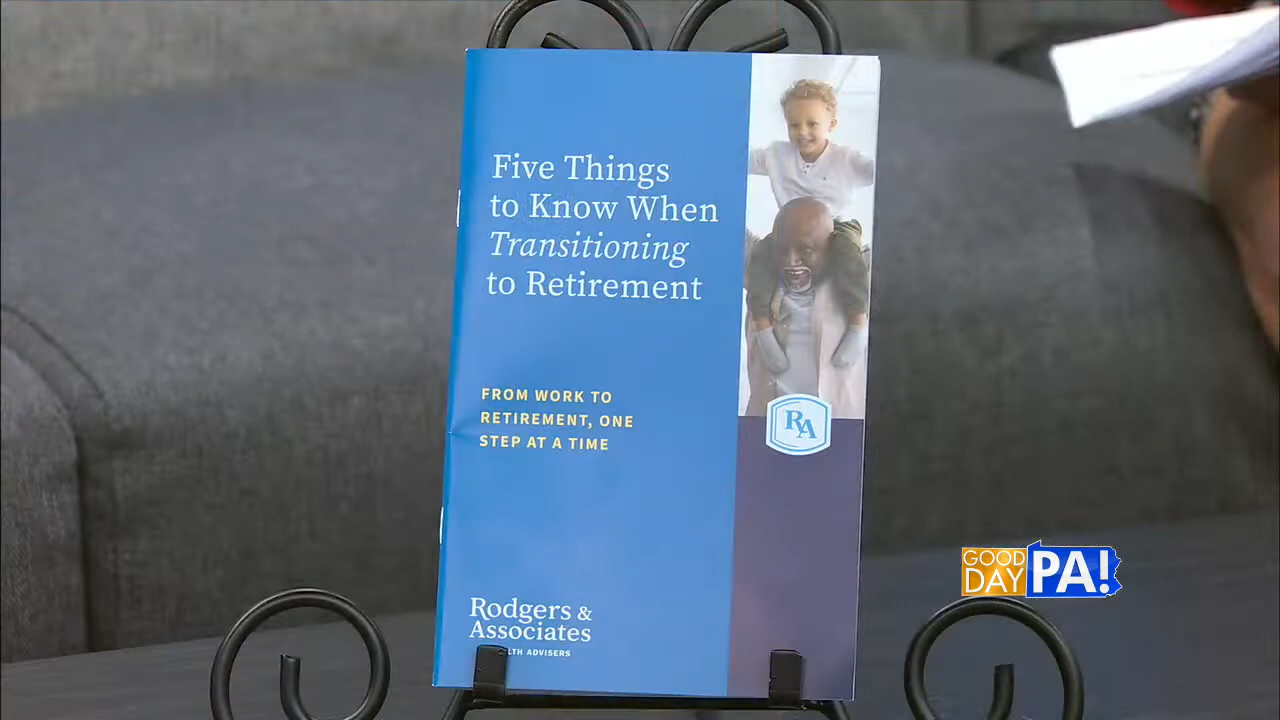 Five Things
to Know When
Transitioning
to Retirement
FROM WORK TO
RETIREMENT, ONE
STEP AT A TIME
RA
Rodgers &
Associates
ADVISERS
GOOD
DAY
PA!